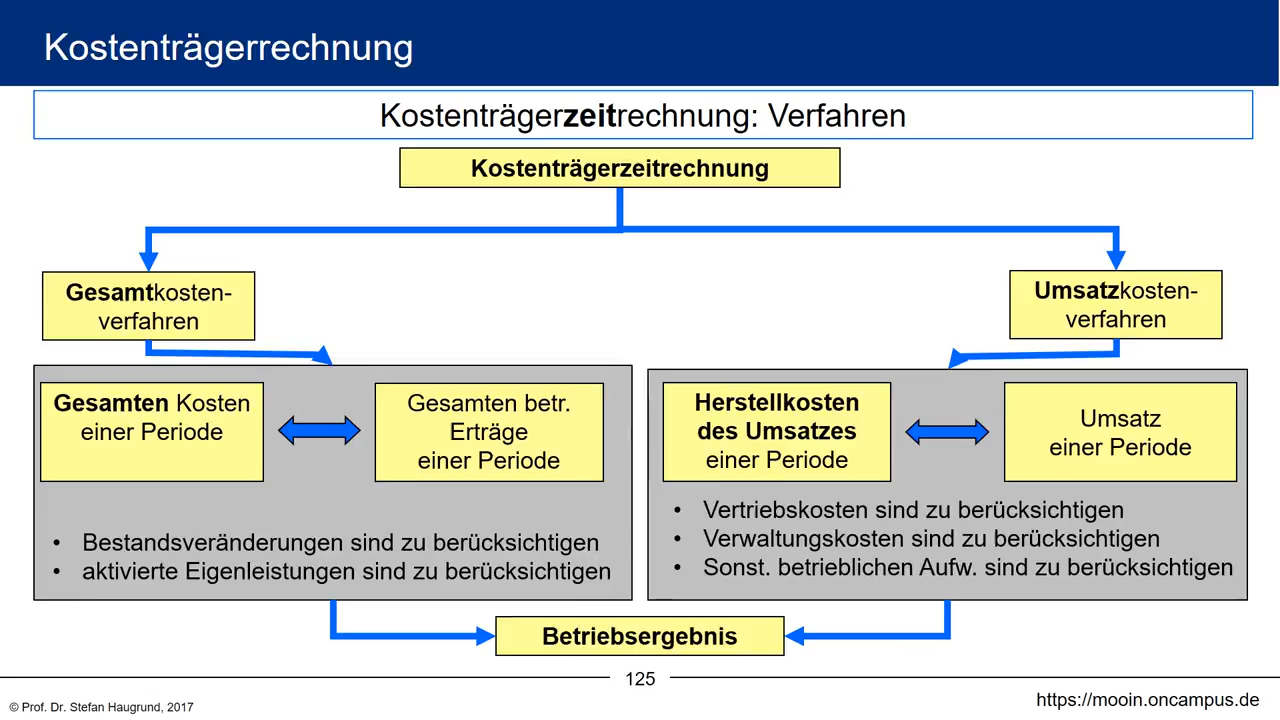 Kostenträgerrechnung
Kostenträgerzeitrechnung: Verfahren
Kostenträgerzeitrechnung
Gesamtkosten-
verfahren
Umsatzkosten-
verfahren
Gesamten Kosten
einer Periode
Gesamten betr.
Erträge
einer Periode
• Bestandsveränderungen sind zu berücksichtigen
• aktivierte Eigenleistungen sind zu berücksichtigen
Herstellkosten
des Umsatzes
einer Periode
Umsatz
einer Periode
• Vertriebskosten sind zu berücksichtigen
• Verwaltungskosten sind zu berücksichtigen
• Sonst. betrieblichen Aufw. sind zu berücksichtigen
Betriebsergebnis
125
© Prof. Dr. Stefan Haugrund, 2017
https://mooin.oncampus.de